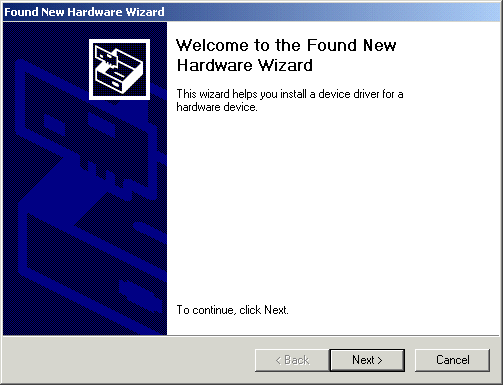 Found New Hardware Wizard
Welcome to the Found New
Hardware Wizard
This wizard helps you install a device driver for a
hardware device.
To continue, click Next.
< Back
Next >
Cancel